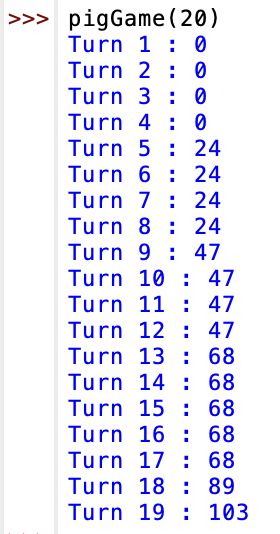 >>> pigGame(20)
Turn 1 : 0
Turn 2 : 0
Turn 3 : 0
Turn 4 : 0
Turn 5 : 24
Turn 6 : 24
Turn 7 : 24
Turn 8 : 24
Turn 9 : 47
Turn 10 : 47
Turn 11 : 47
Turn 12 : 47
Turn 13 : 68
Turn 14 : 68
Turn 15 : 68
Turn 16 : 68
Turn 17 : 68
Turn 18 : 89
Turn 19 : 103